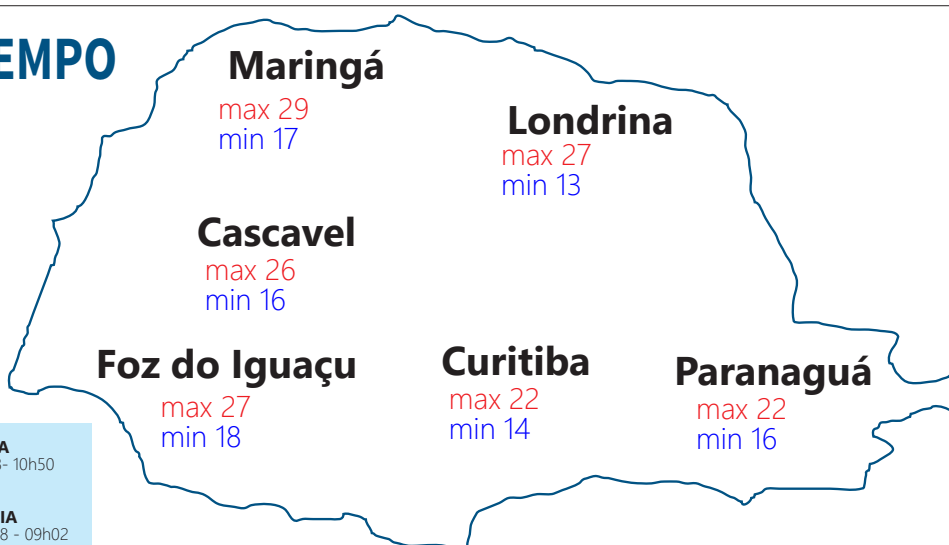 EMPO
Maringá
max 29
min 17
Londrina
max 27
min 13
Cascavel
max 26
min 16
Foz do Iguaçu
max 27
min 18
Curitiba
max 22
min 14
Paranaguá
max 22
min 16
A
- 10h50
IA
8 - 09h02